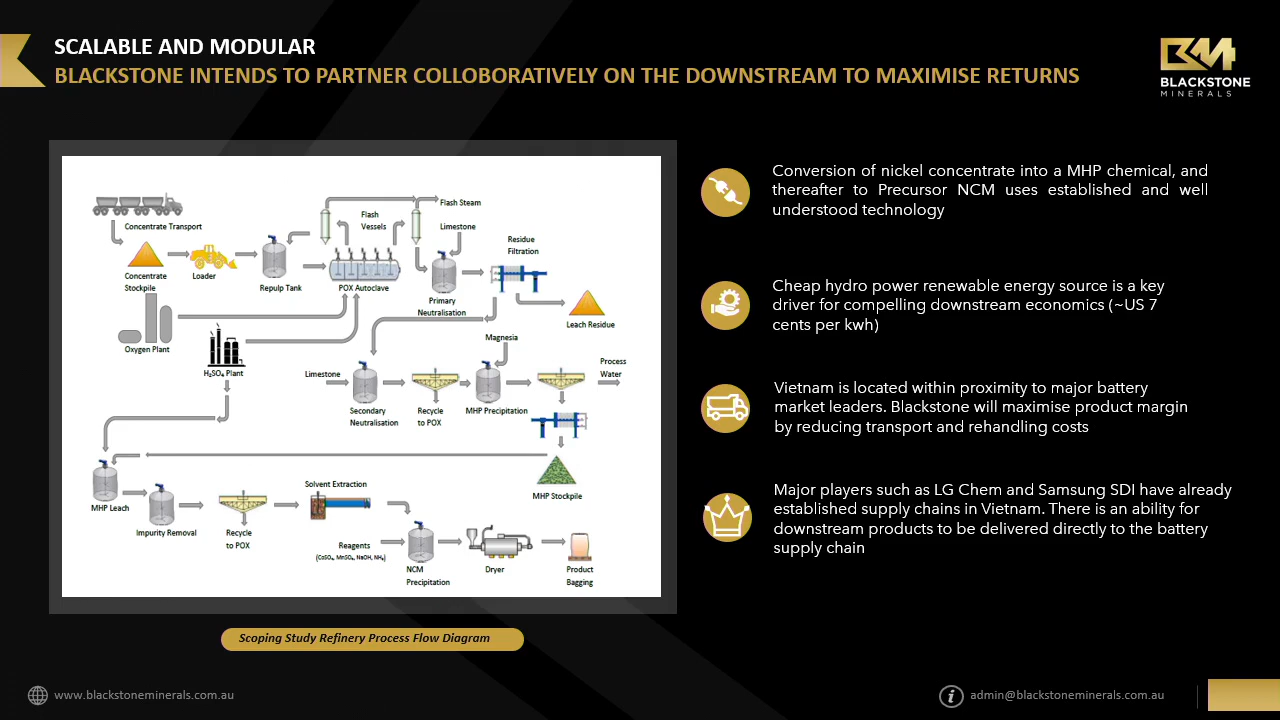 SCALABLE AND MODULAR
BLACKSTONE INTENDS TO PARTNER COLLOBORATIVELY ON THE DOWNSTREAM TO MAXIMISE RETURNS
BLACKSTONE
MINERALS
Concentrate Transport
Flash Steam
Flash
Vessels
Limestone
Residue
Filtration
Concentrate
Stockpile
Loader
Repulp Tank
POX Autoclave
Primary
Neutralisation
Leach Residue
Oxygen Plant
H₂SO₄ Plant
Magnesia
Process
Water
Limestone
Secondary
Neutralisation
Recycle
to POX
MHP Precipitation
MHP Stockpile
MHP Leach
Impurity Removal
Recycle
to POX
Solvent Extraction
Reagents
(CoSO₄, MnSO₄, NaOH, NH₃)
NCM
Precipitation
Dryer
Product
Bagging
Scoping Study Refinery Process Flow Diagram
Conversion of nickel concentrate into a MHP chemical, and
thereafter to Precursor NCM uses established and well
understood technology
Cheap hydro power renewable energy source is a key
driver for compelling downstream economics (~US 7
cents per kwh)
Vietnam is located within proximity to major battery
market leaders. Blackstone will maximise product margin
by reducing transport and rehandling costs
Major players such as LG Chem and Samsung SDI have already
established supply chains in Vietnam. There is an ability for
downstream products to be delivered directly to the battery
supply chain
www.blackstoneminerals.com.au
admin@blackstoneminerals.com.au